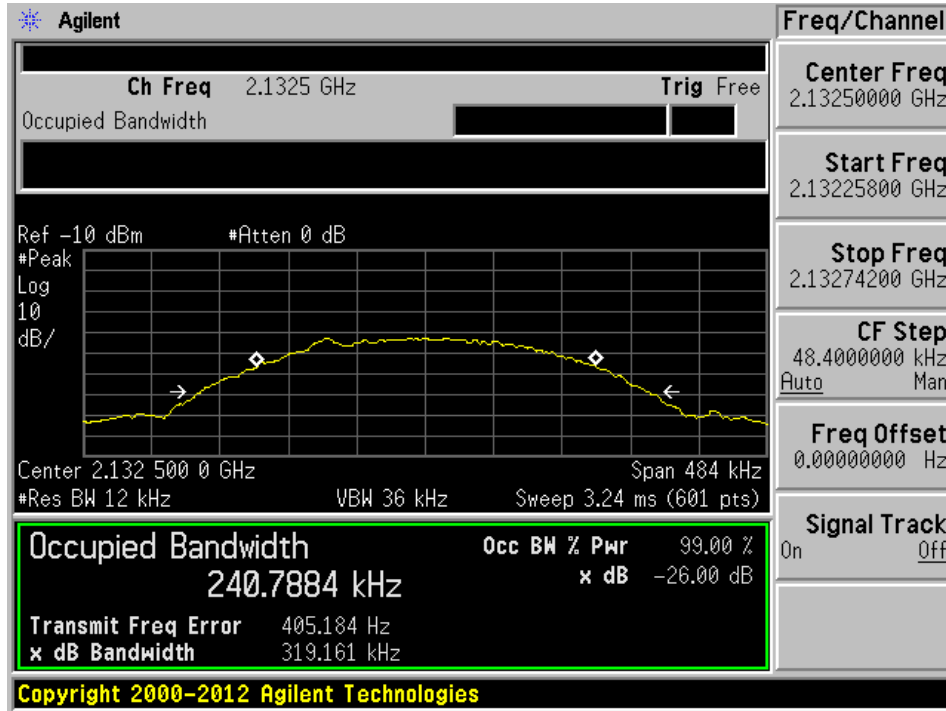 Agilent
Freq/Channel
Ch Freq 2.1325 GHz Trig Free
Occupied Bandwidth
Center Freq
2.13250000 GHz
Start Freq
2.13225800 GHz
Stop Freq
2.13274200 GHz
CF Step
48.4000000 kHz
Auto Man
Freq Offset
0.00000000 Hz
Signal Track
On Off
Ref -10 dBm #Atten 0 dB
#Peak
Log
10
dB/
Center 2.132 500 0 GHz Span 484 kHz
#Res BW 12 kHz VBW 36 kHz Sweep 3.24 ms (601 pts)
Occupied Bandwidth Occ BW % Pwr 99.00 %
240.7884 kHz x dB -26.00 dB
Transmit Freq Error 405.184 Hz
x dB Bandwidth 319.161 kHz
Copyright 2000-2012 Agilent Technologies